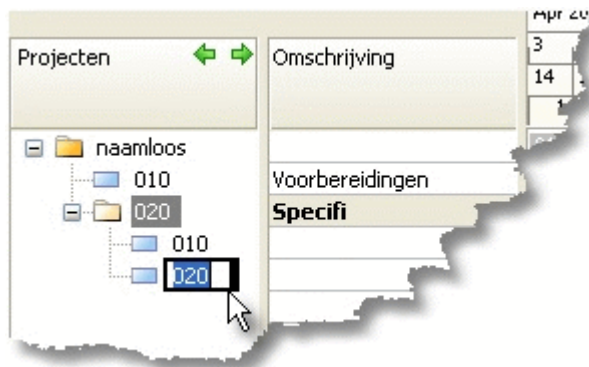 Apr 20
Projecten
Omschrijving
3
14
naamloos
010
Voorbereidingen
020
Specifi
010
020